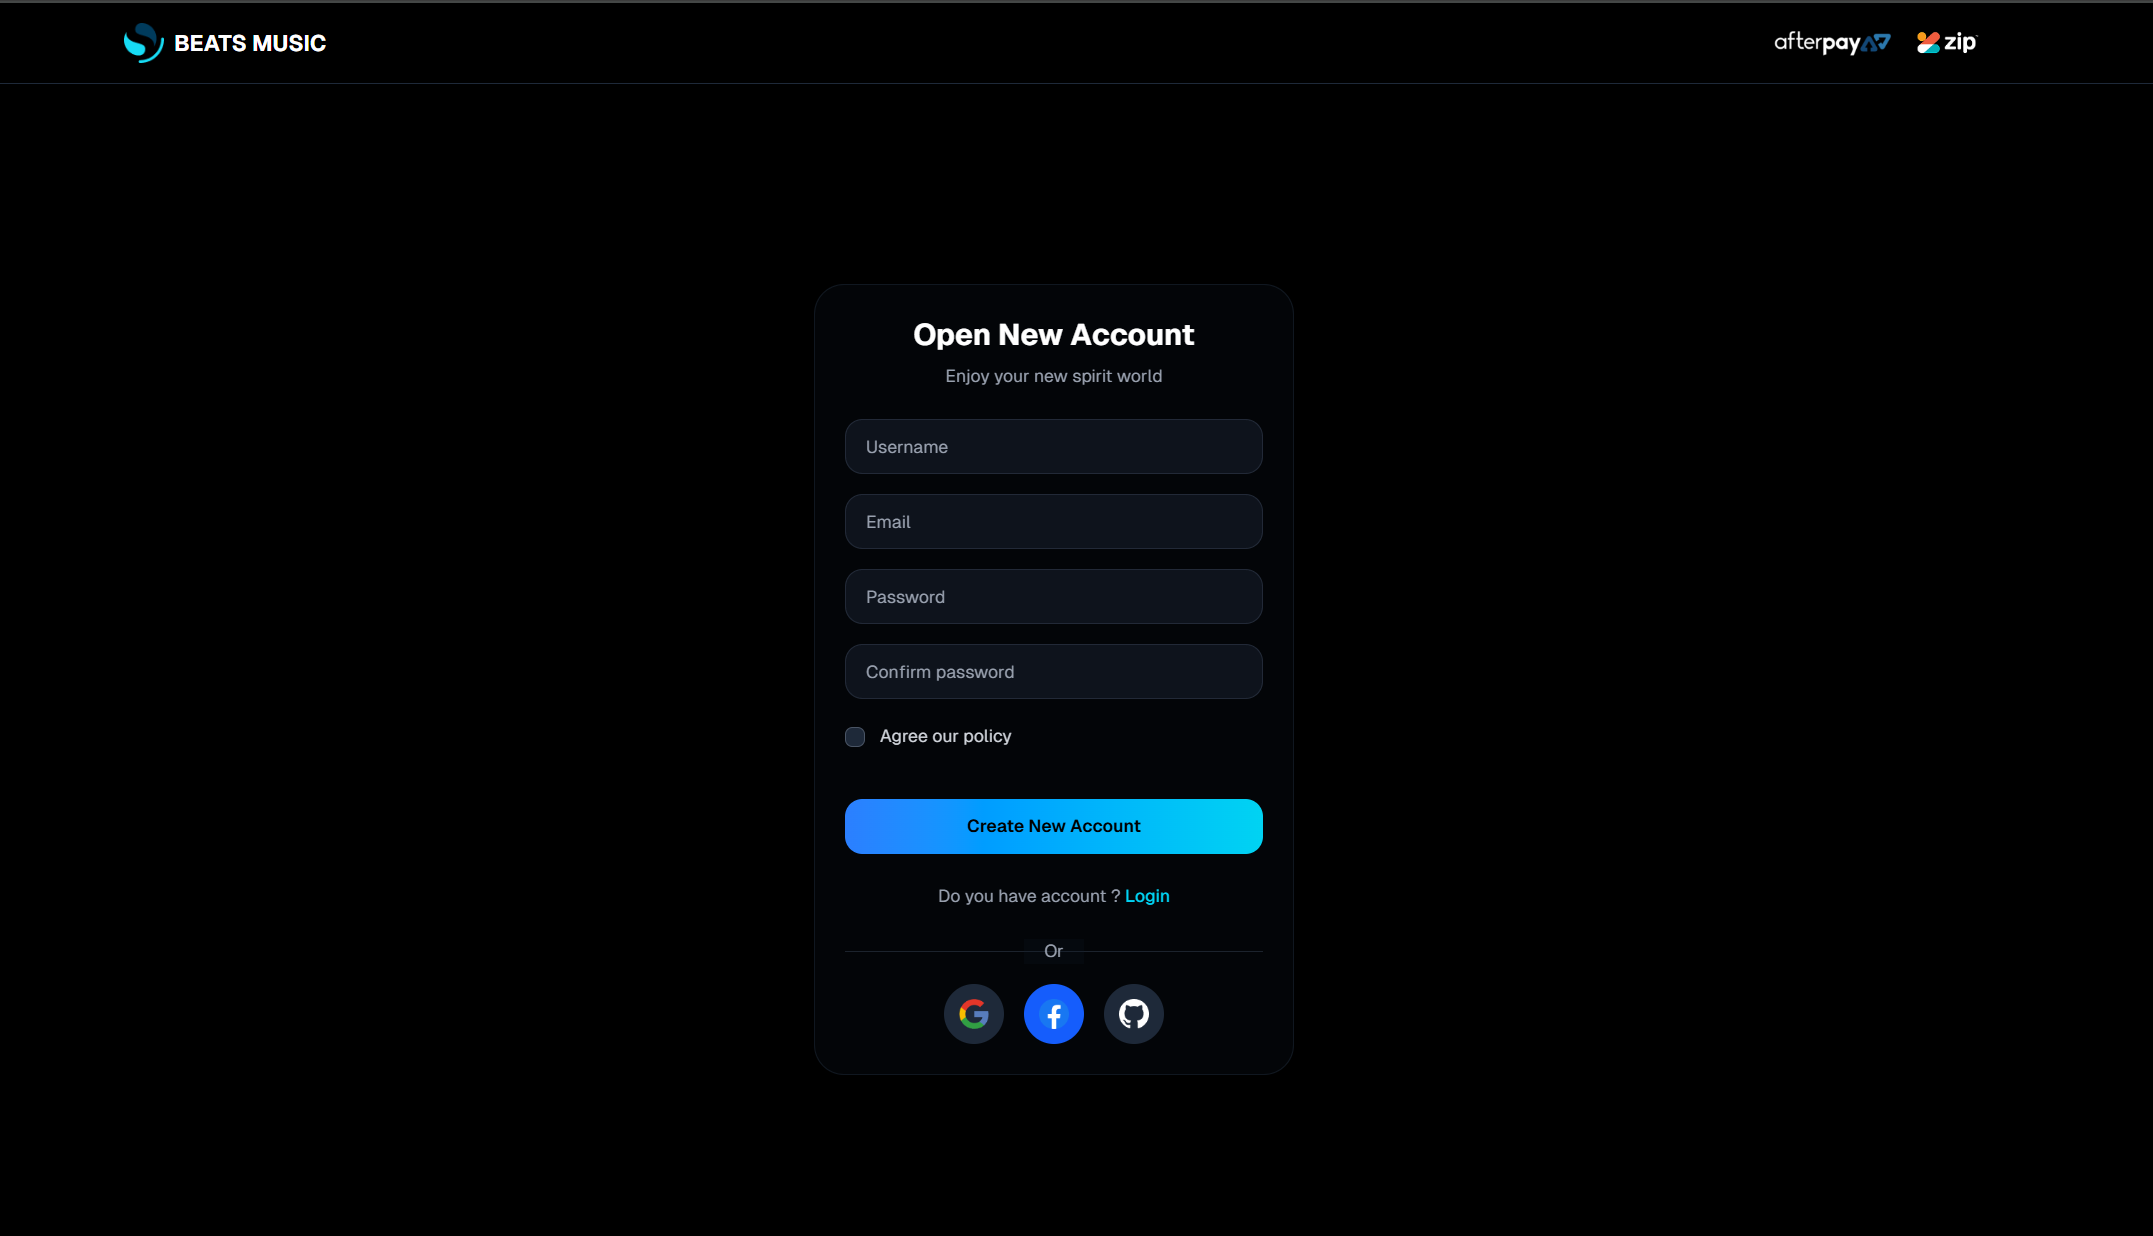 BEATS MUSIC
afterpay
zip
Open New Account
Enjoy your new spirit world
Username
Email
Password
Confirm password
Agree our policy
Create New Account
Do you have account ? Login
Or